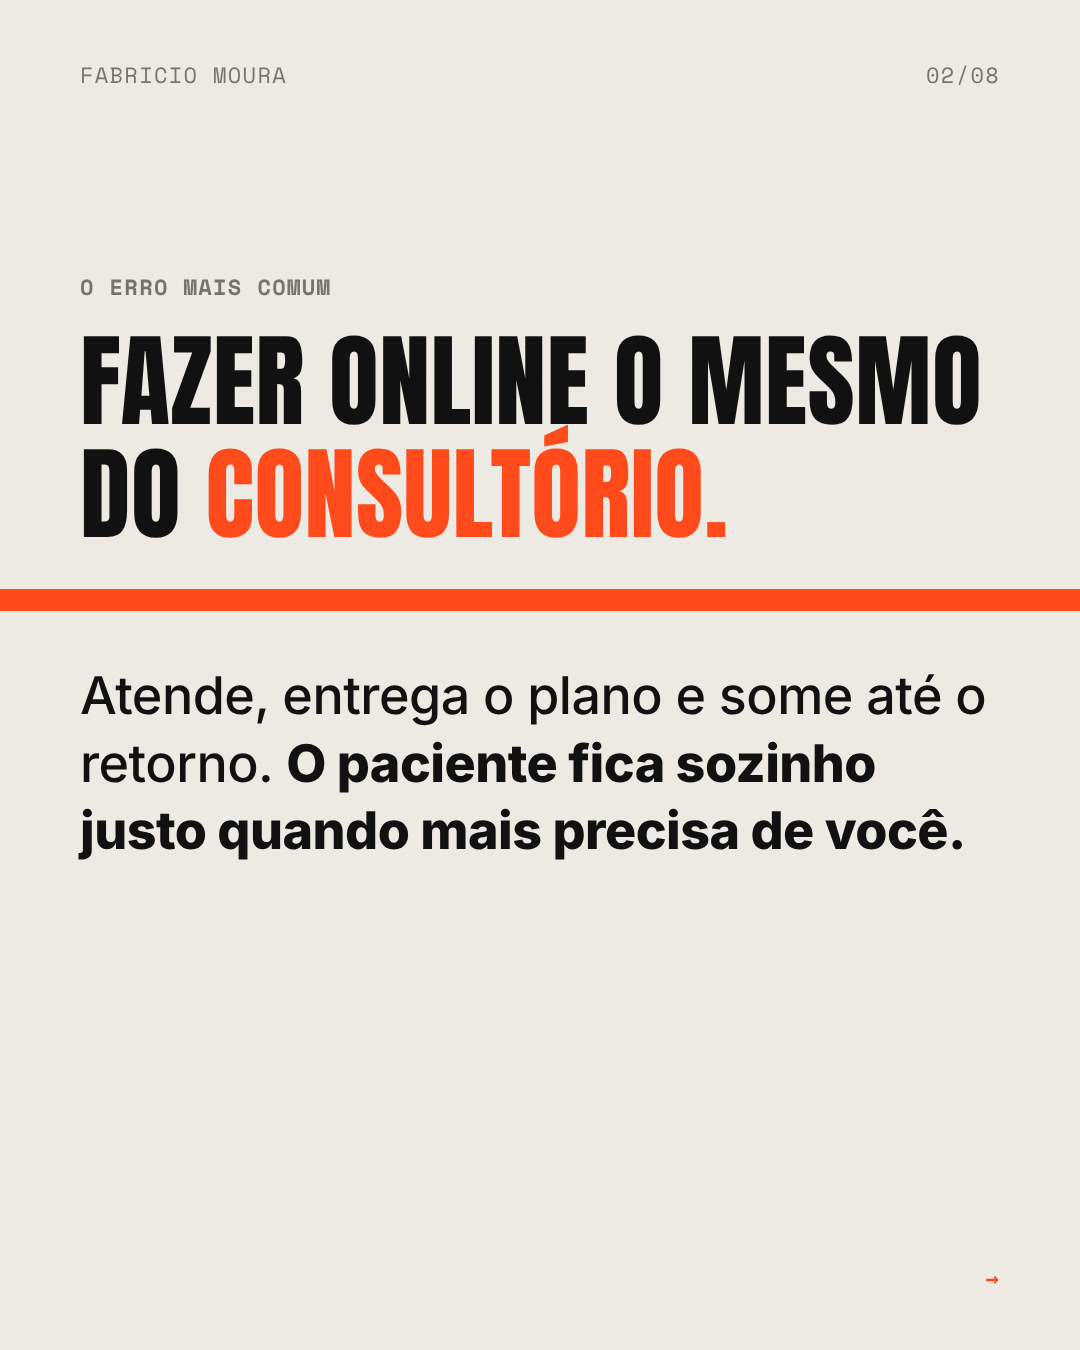 FABRICIO MOURA
02/08
O ERRO MAIS COMUM
FAZER ONLINE O MESMO
DO CONSULTÓRIO.
Atende, entrega o plano e some até o
retorno. O paciente fica sozinho
justo quando mais precisa de você.
→